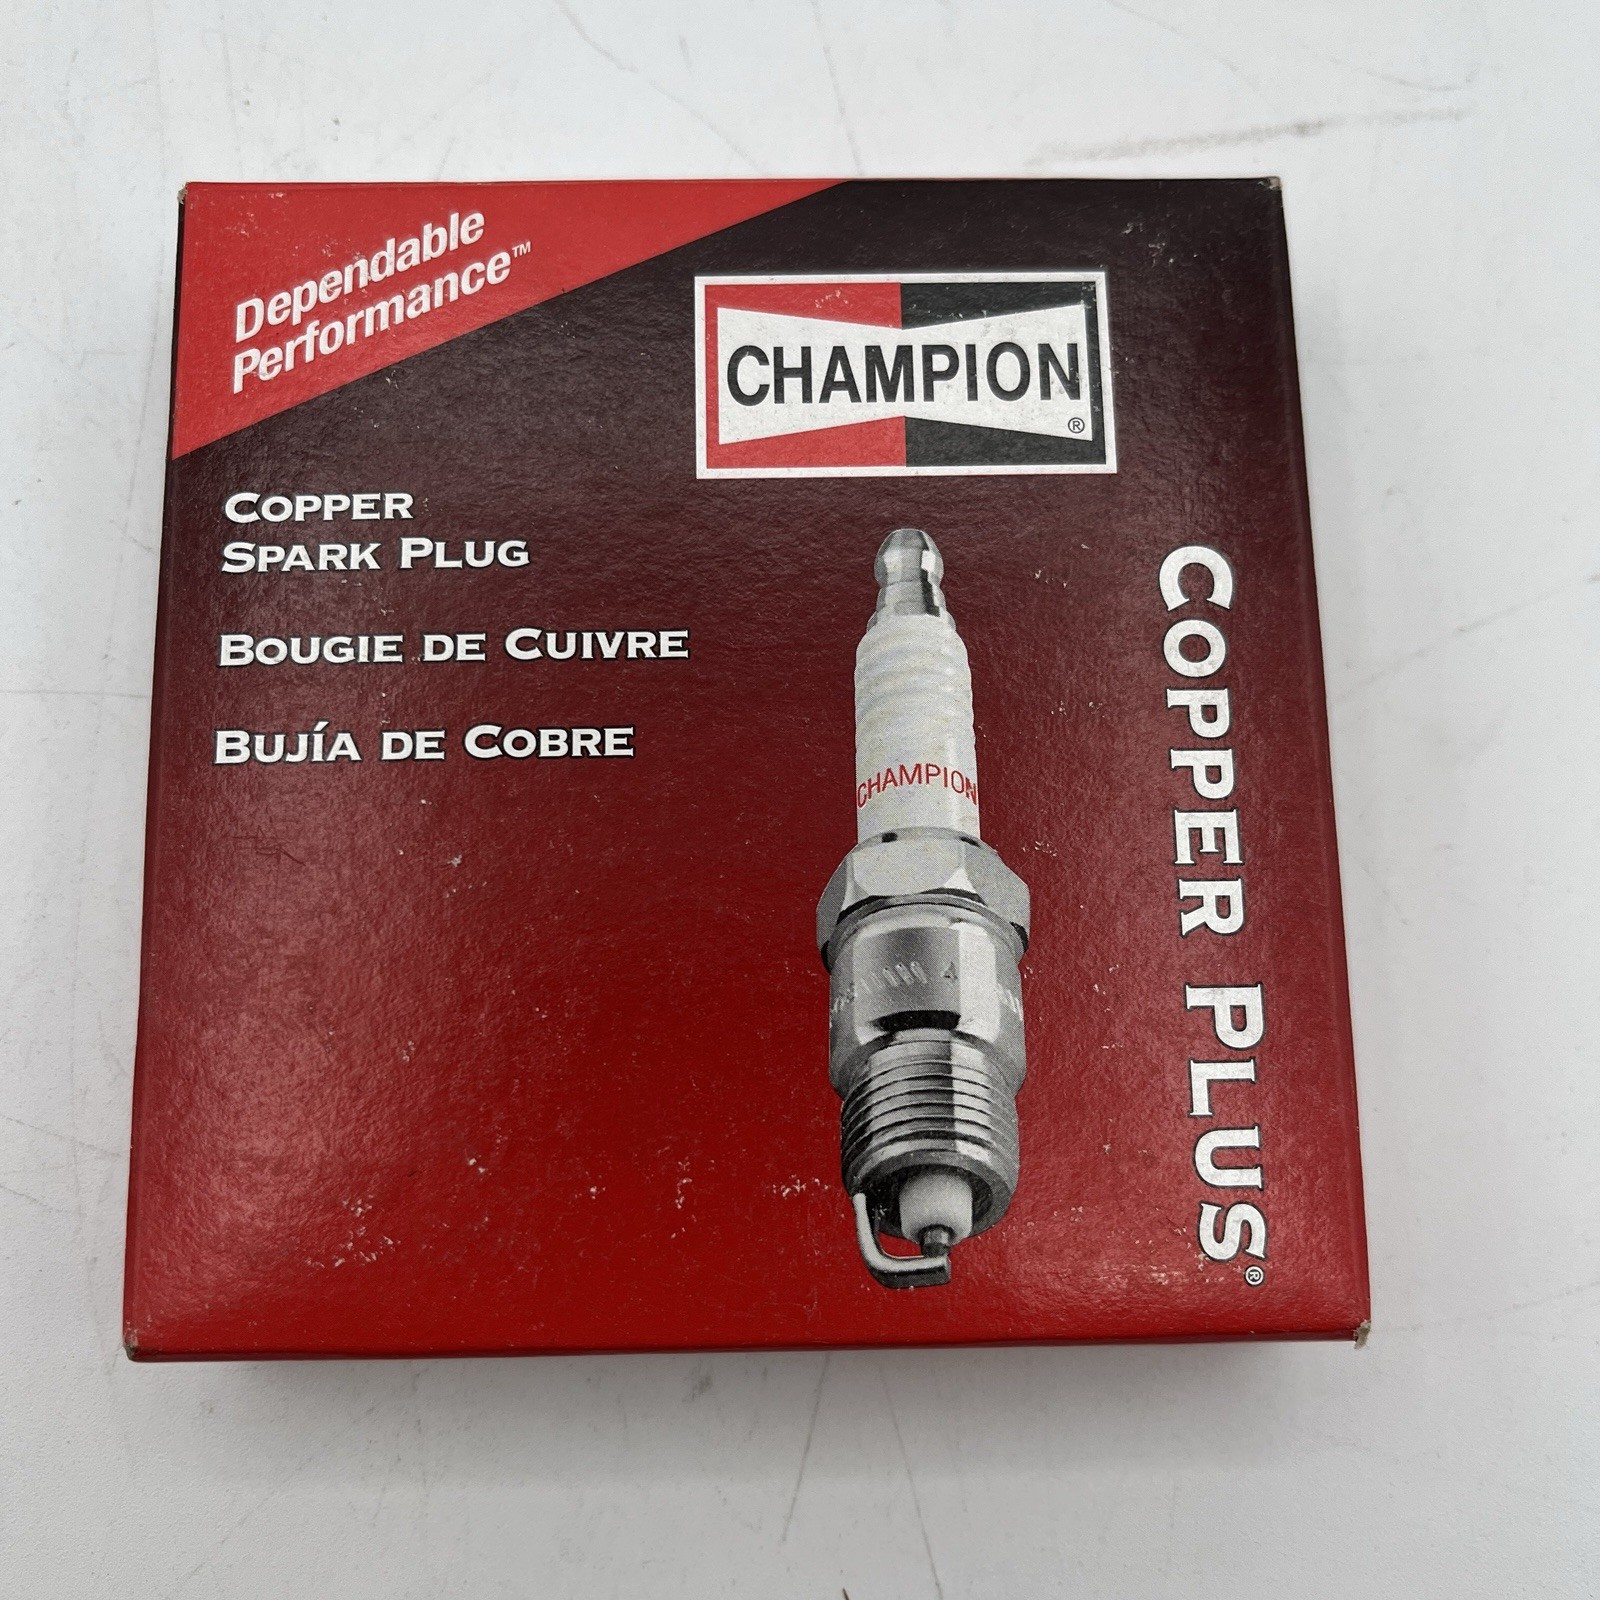 Dependable
Performance™
CHAMPION
®
COPPER
SPARK PLUG
BOUGIE DE CUIVRE
BUJÍA DE COBRE
CHAMPION
COPPER PLUS®